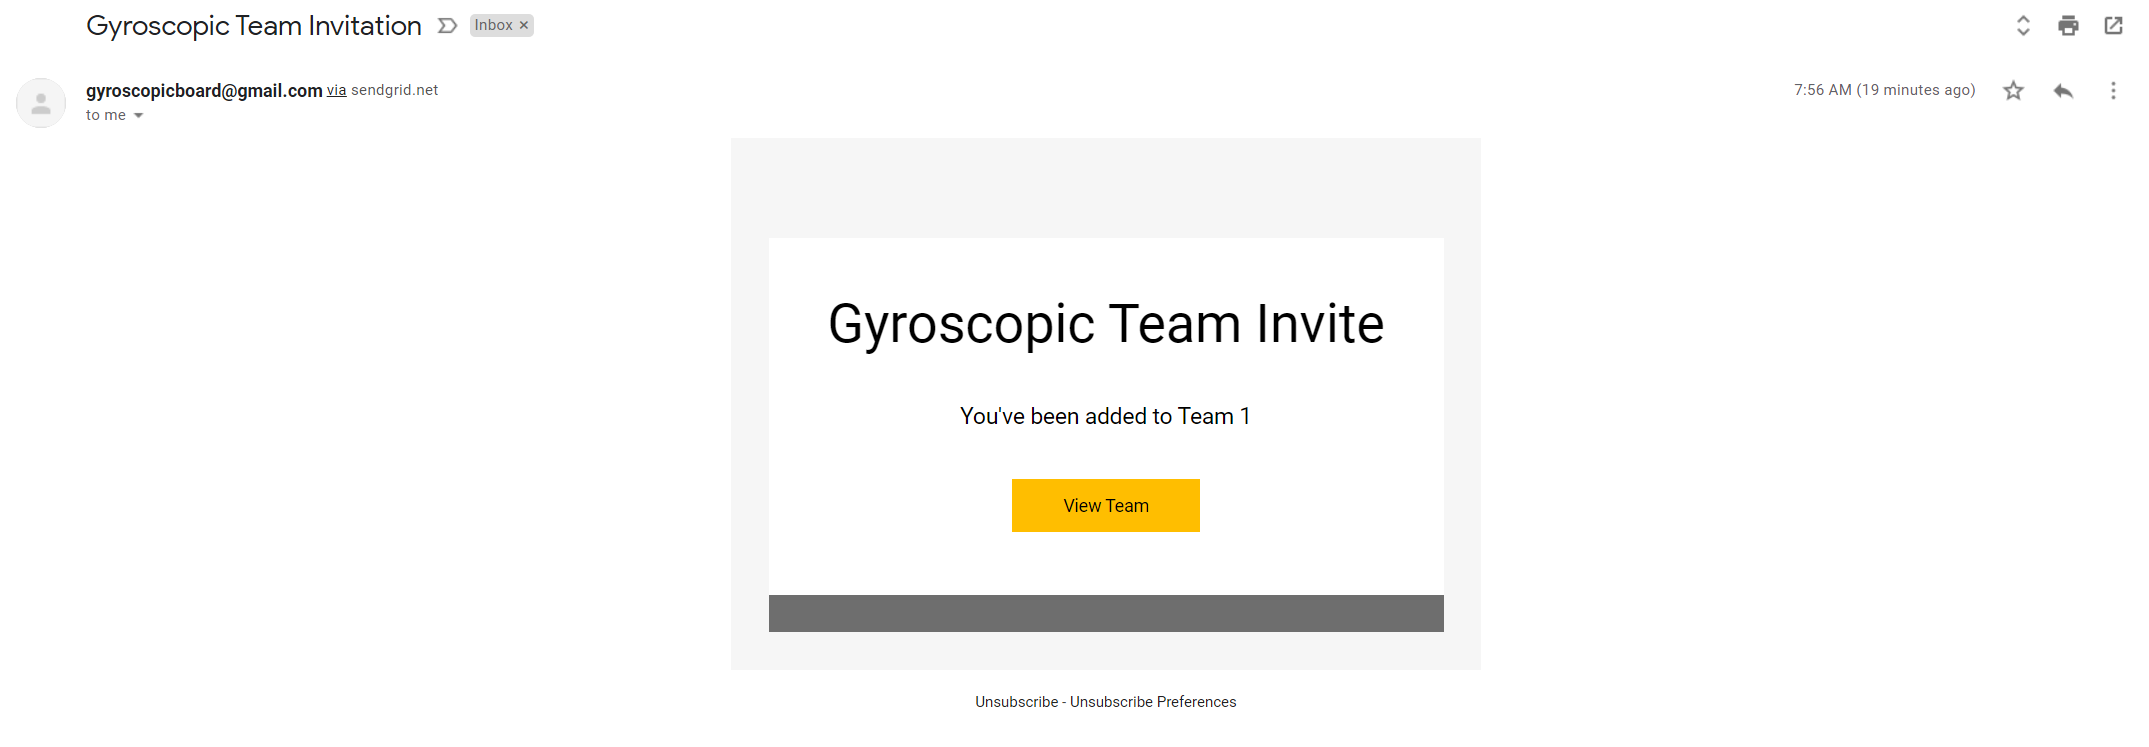 Gyroscopic Team Invitation Inbox ×
gyroscopicboard@gmail.com via sendgrid.net 7:56 AM (19 minutes ago)
to me
Gyroscopic Team Invite
You've been added to Team 1
View Team
Unsubscribe - Unsubscribe Preferences